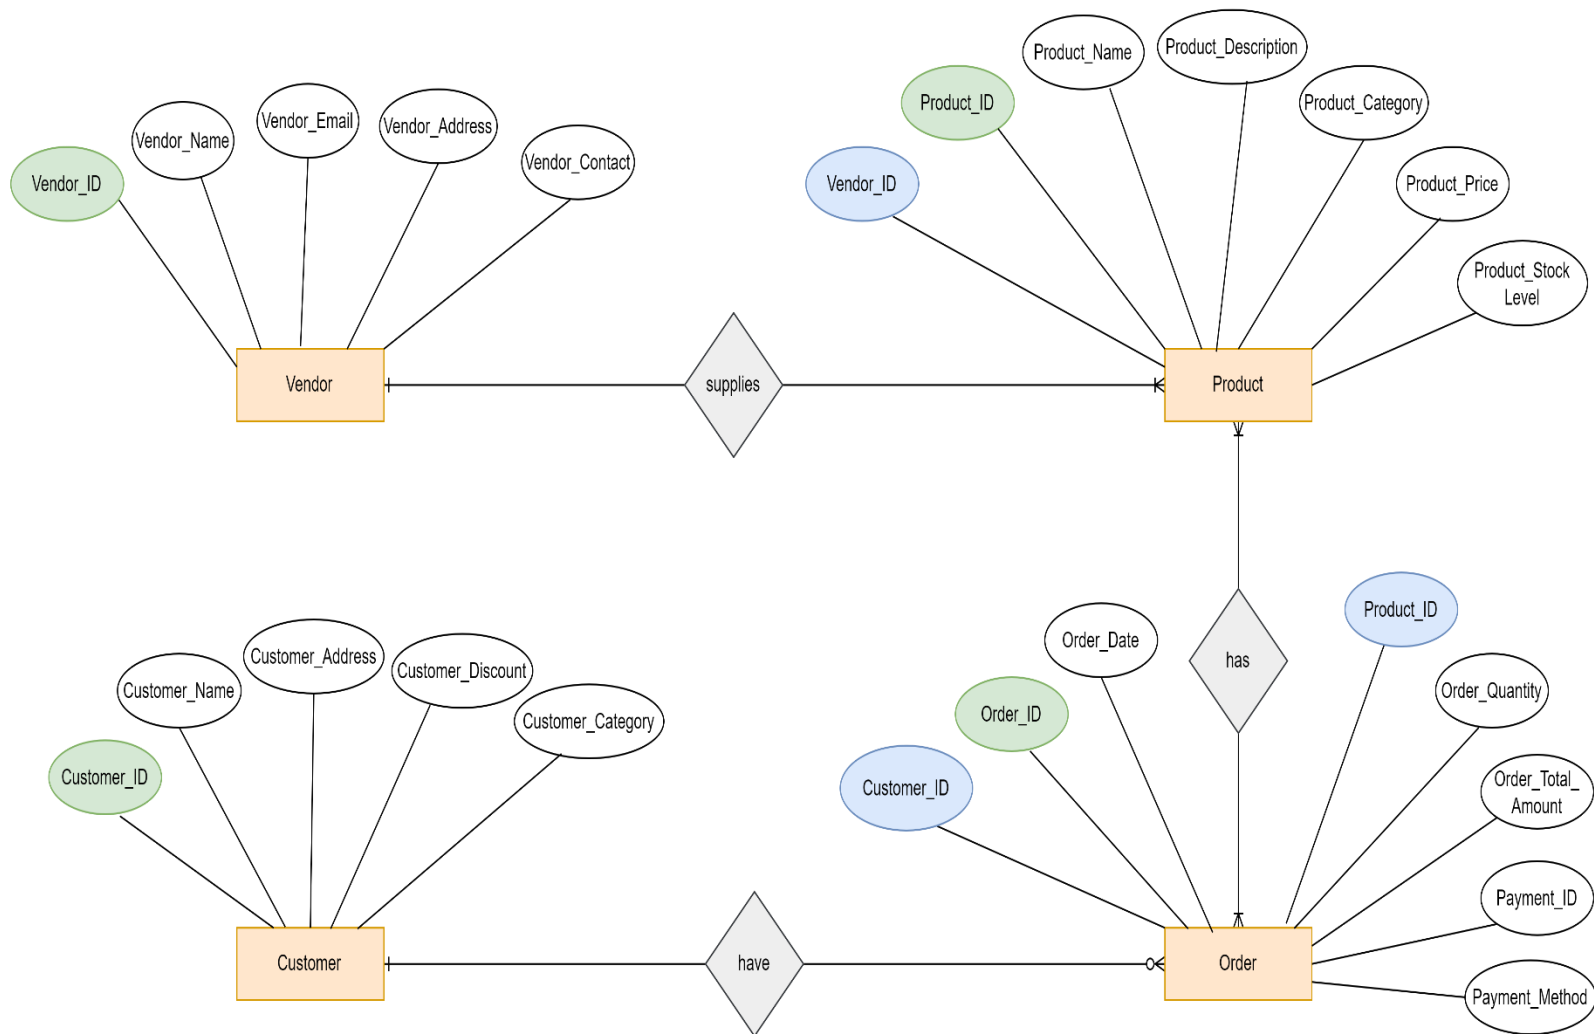 Product_Description
Product_Name
Product_Category
Product_ID
Vendor_Email
Vendor_Address
Vendor_Name
Vendor_Contact
Vendor_ID
Vendor_ID
Product_Price
Product_Stock
Level
Vendor
supplies
Product
Product_ID
Order_Date
Customer_Address
has
Customer_Discount
Customer_Name
Order_Quantity
Order_ID
Customer_Category
Customer_ID
Customer_ID
Order_Total_
Amount
Payment_ID
Customer
have
Order
Payment_Method